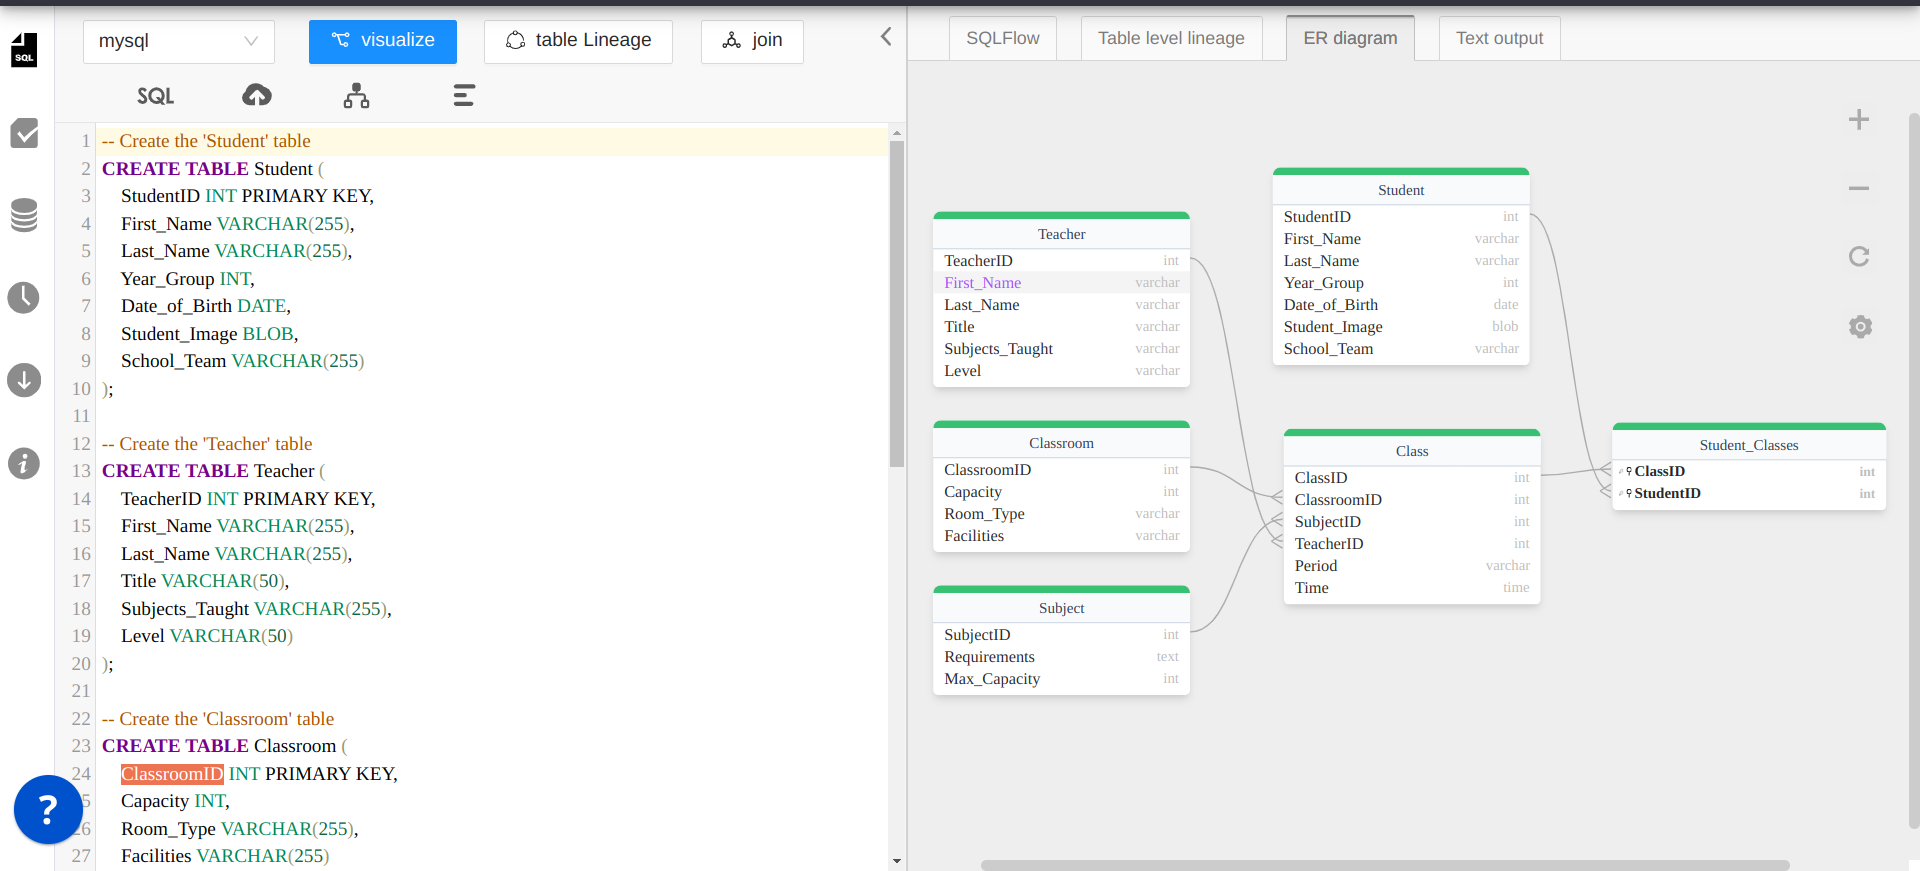 SQL
mysql
visualize
table Lineage
join
SQL
SQLFlow
Table level lineage
ER diagram
Text output
1 -- Create the 'Student' table
2 CREATE TABLE Student (
3 StudentID INT PRIMARY KEY,
4 First_Name VARCHAR(255),
5 Last_Name VARCHAR(255),
6 Year_Group INT,
7 Date_of_Birth DATE,
8 Student_Image BLOB,
9 School_Team VARCHAR(255)
10 );
11
12 -- Create the 'Teacher' table
13 CREATE TABLE Teacher (
14 TeacherID INT PRIMARY KEY,
15 First_Name VARCHAR(255),
16 Last_Name VARCHAR(255),
17 Title VARCHAR(50),
18 Subjects_Taught VARCHAR(255),
19 Level VARCHAR(50)
20 );
21
22 -- Create the 'Classroom' table
23 CREATE TABLE Classroom (
24 ClassroomID INT PRIMARY KEY,
5 Capacity INT,
26 Room_Type VARCHAR(255),
27 Facilities VARCHAR(255)
?
Teacher
TeacherID int
First_Name varchar
Last_Name varchar
Title varchar
Subjects_Taught varchar
Level varchar
Classroom
ClassroomID int
Capacity int
Room_Type varchar
Facilities varchar
Subject
SubjectID int
Requirements text
Max_Capacity int
Student
StudentID int
First_Name varchar
Last_Name varchar
Year_Group int
Date_of_Birth date
Student_Image blob
School_Team varchar
Class
ClassID int
ClassroomID int
SubjectID int
TeacherID int
Period varchar
Time time
Student_Classes
ClassID int
StudentID int